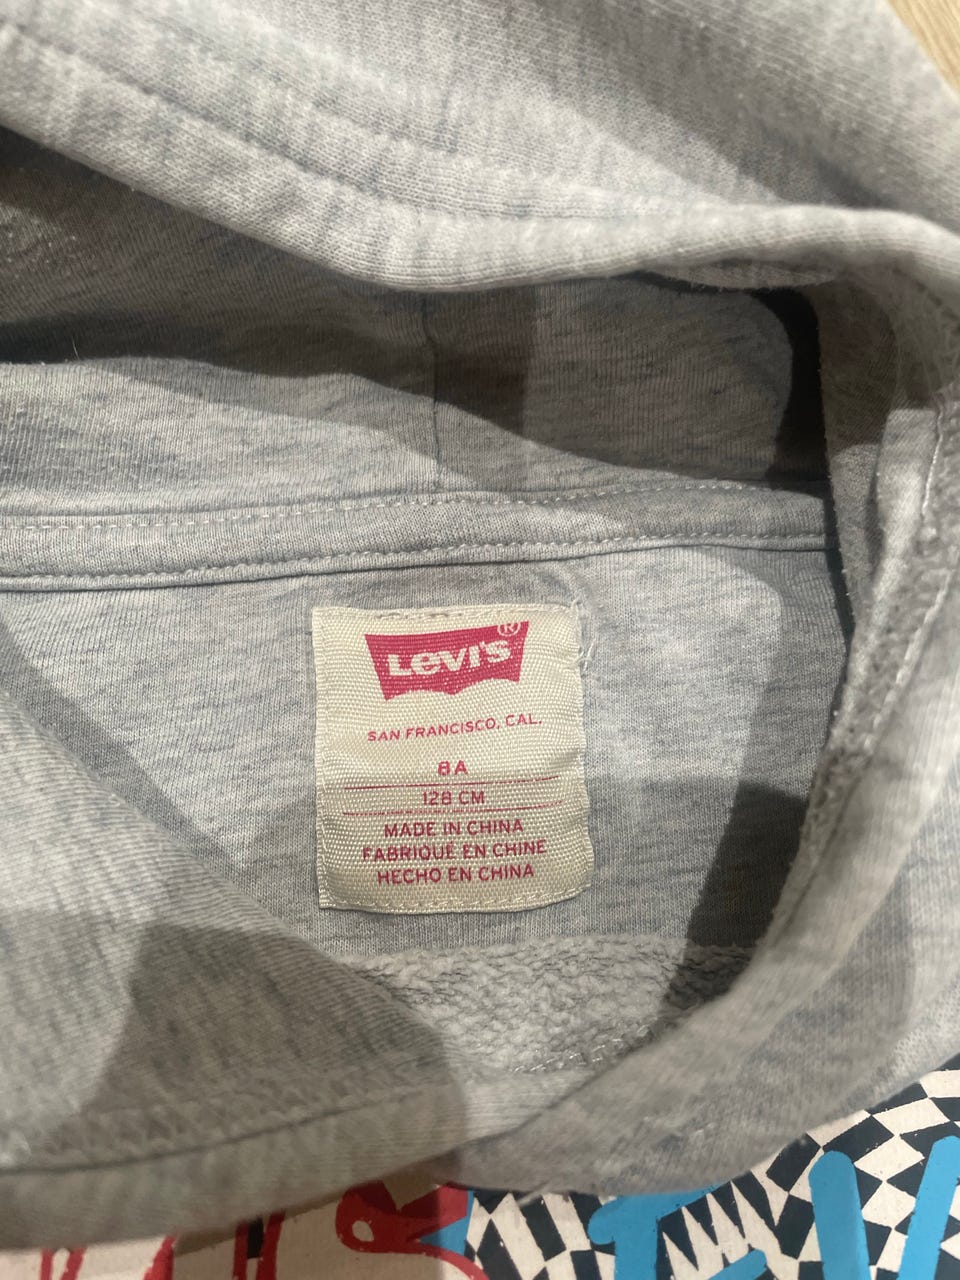 Levi's®
SAN FRANCISCO, CAL.
8A
128 CM
MADE IN CHINA
FABRIQUE EN CHINE
HECHO EN CHINA